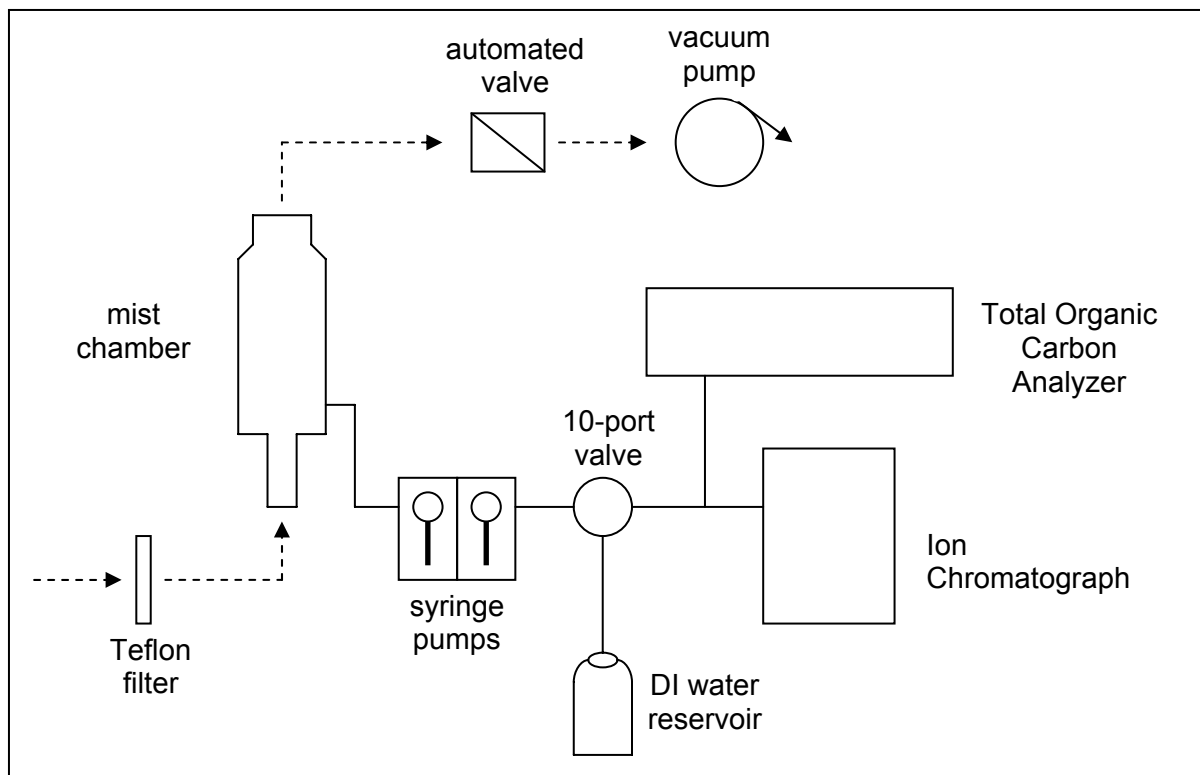 automated
valve
vacuum
pump
mist
chamber
Total Organic
Carbon
Analyzer
10-port
valve
Ion
Chromatograph
syringe
pumps
Teflon
filter
DI water
reservoir